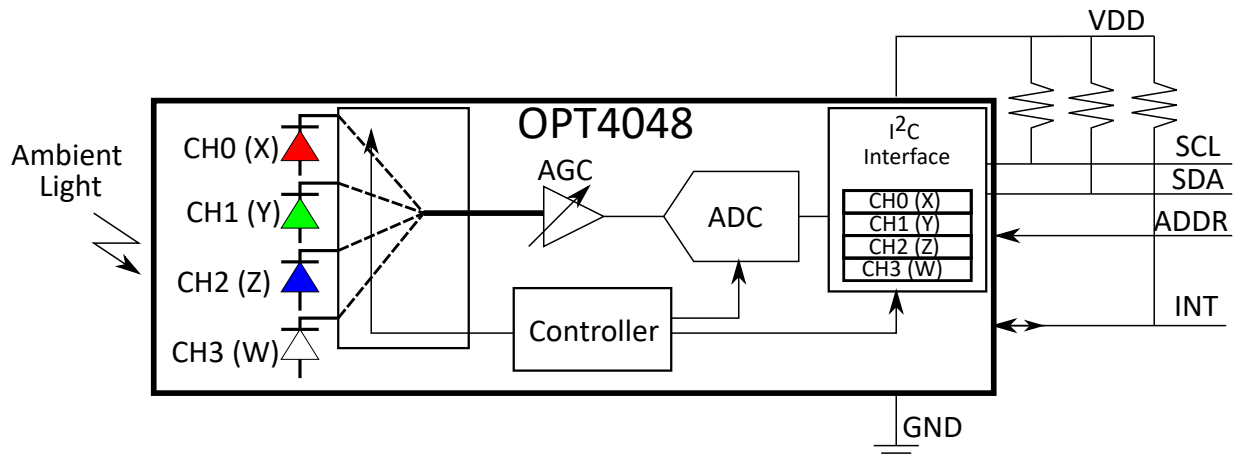 VDD
OPT4048
Ambient
Light
CH0 (X)
CH1 (Y)
CH2 (Z)
CH3 (W)
AGC
ADC
Controller
I²C
Interface
CH0 (X)
CH1 (Y)
CH2 (Z)
CH3 (W)
SCL
SDA
ADDR
INT
GND